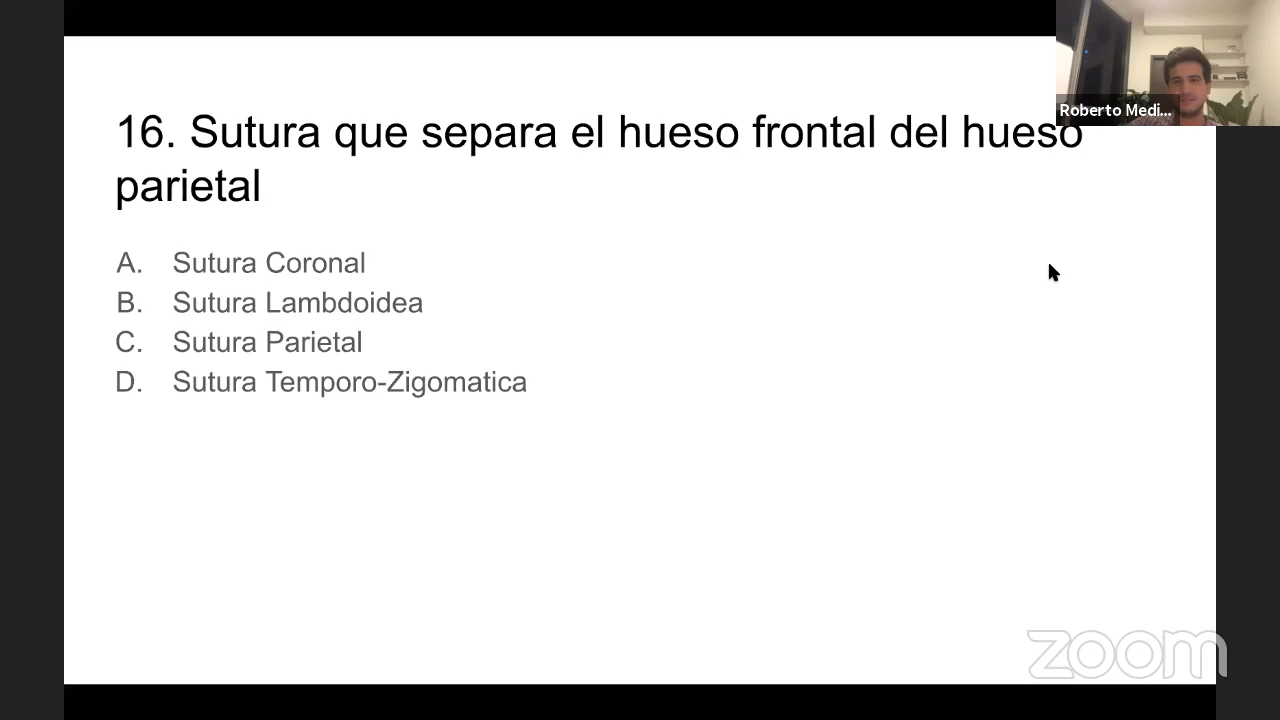 16. Sutura que separa el hueso frontal del hueso
parietal
A. Sutura Coronal
B. Sutura Lambdoidea
C. Sutura Parietal
D. Sutura Temporo-Zigomatica
Roberto Medi...
zoom